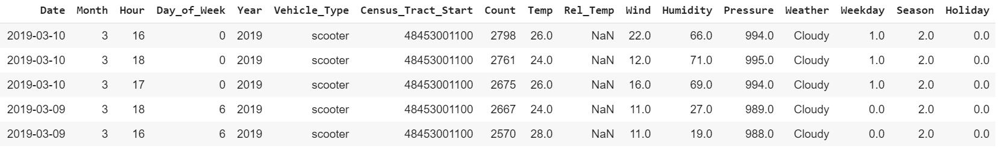 Date Month Hour Day_of_Week Year Vehicle_Type Census_Tract_Start Count Temp Rel_Temp Wind Humidity Pressure Weather Weekday Season Holiday
2019-03-10 3 16 0 2019 scooter 48453001100 2798 26.0 NaN 22.0 66.0 994.0 Cloudy 1.0 2.0 0.0
2019-03-10 3 18 0 2019 scooter 48453001100 2761 24.0 NaN 12.0 71.0 995.0 Cloudy 1.0 2.0 0.0
2019-03-10 3 17 0 2019 scooter 48453001100 2675 26.0 NaN 16.0 69.0 994.0 Cloudy 1.0 2.0 0.0
2019-03-09 3 18 6 2019 scooter 48453001100 2667 24.0 NaN 11.0 27.0 989.0 Cloudy 0.0 2.0 0.0
2019-03-09 3 16 6 2019 scooter 48453001100 2570 28.0 NaN 11.0 19.0 988.0 Cloudy 0.0 2.0 0.0